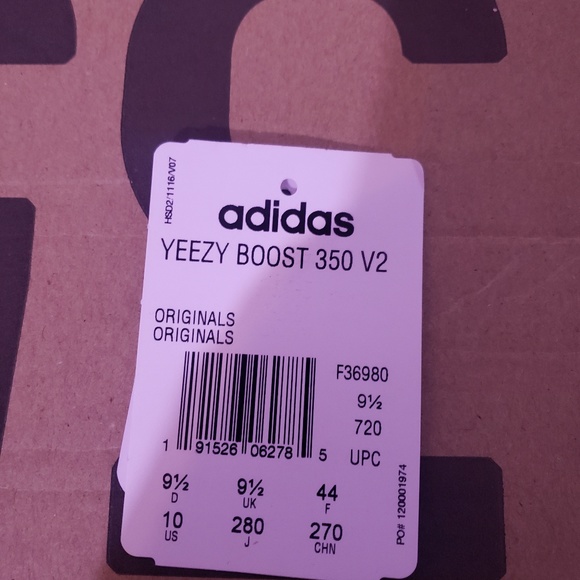 HSD2/1116/V07
adidas
YEEZY BOOST 350 V2
ORIGINALS
ORIGINALS
F36980
9½
720
UPC
1 91526 06278 5
9½ 9½ 44
D UK F
10 280 270
US J CHN
PO# 120001974